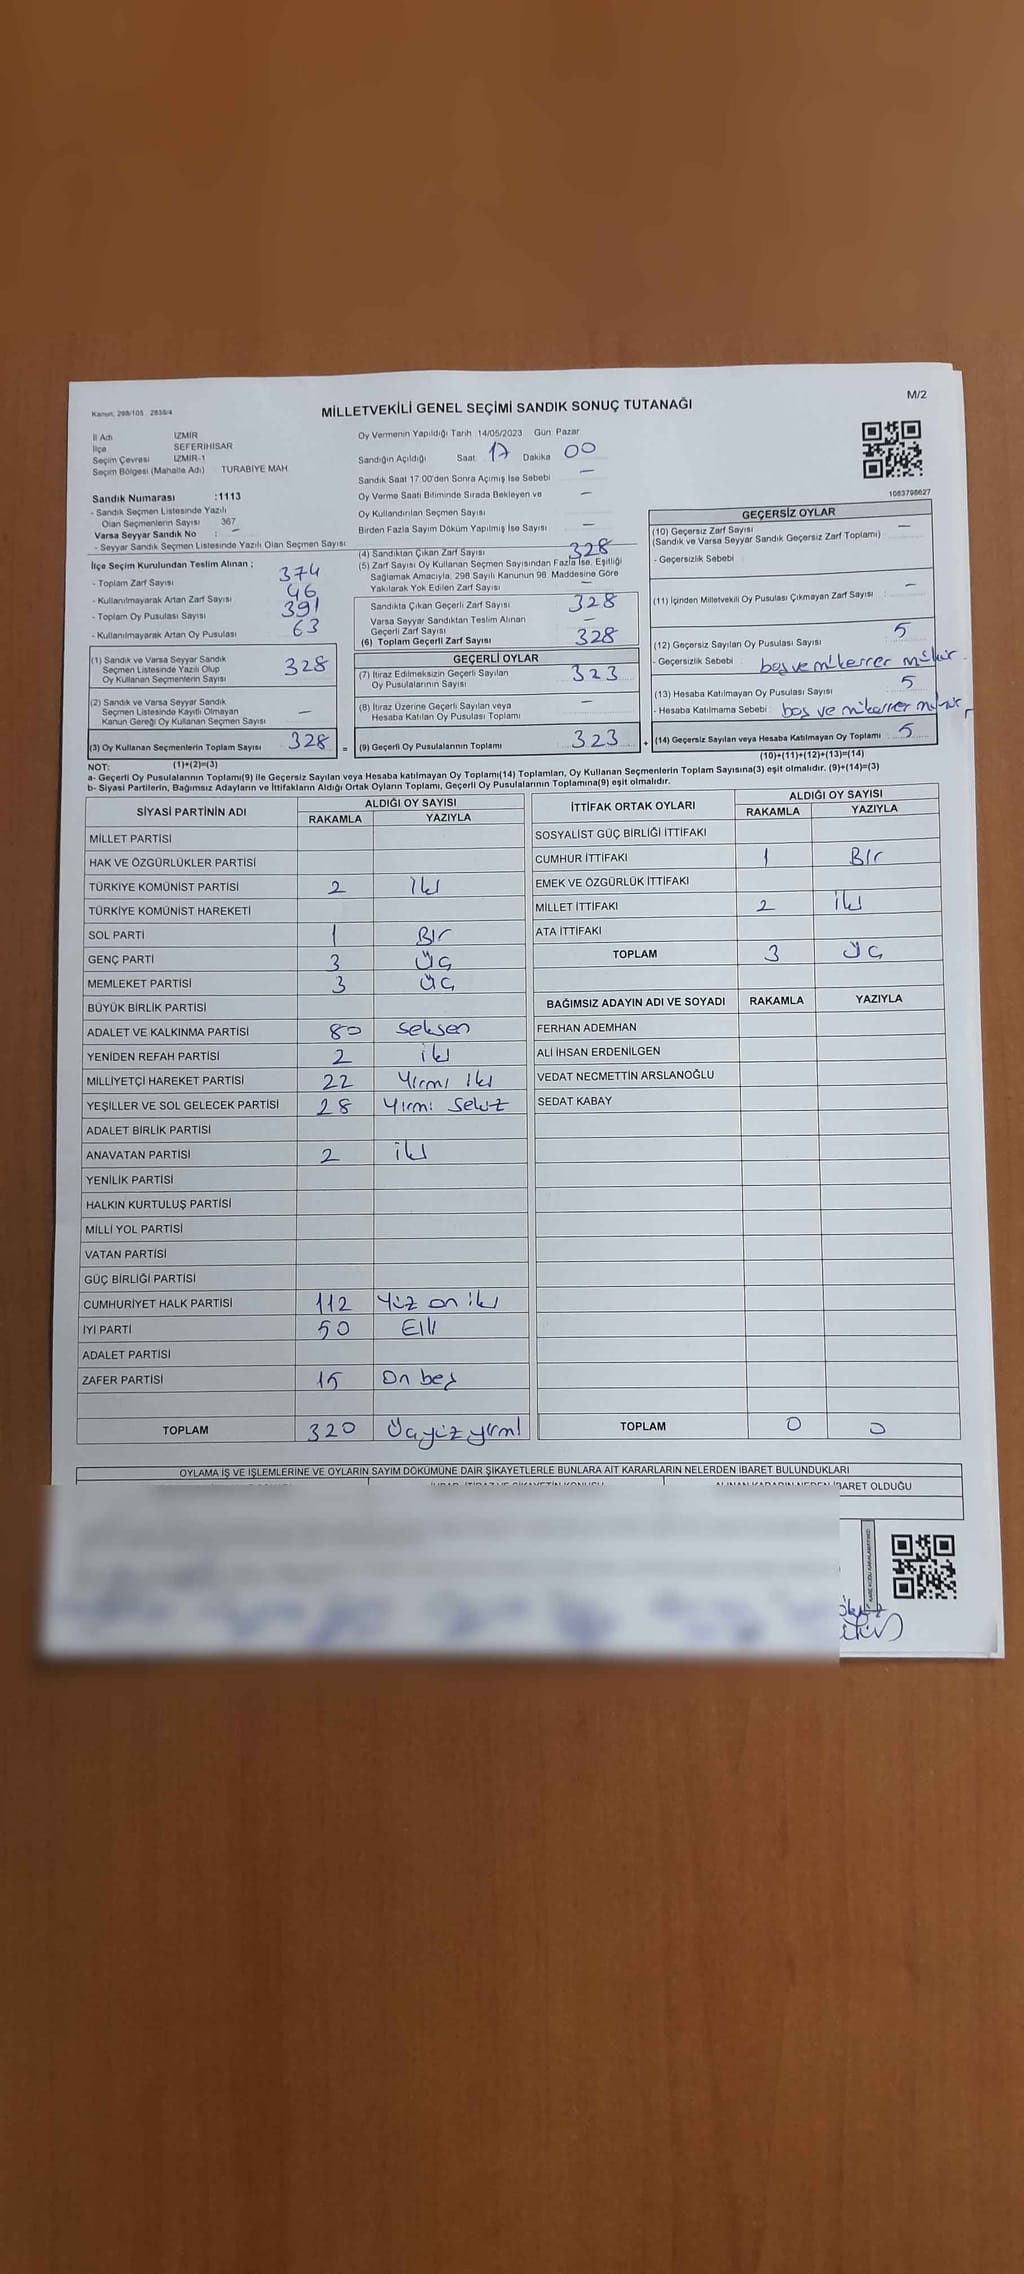 Kanun: 298/105 , 2839/4
M/2
MİLLETVEKİLİ GENEL SEÇİMİ SANDIK SONUÇ TUTANAĞI
İl Adı İZMİR
İlçe SEFERİHİSAR
Seçim Çevresi İZMİR-1
Seçim Bölgesi (Mahalle Adı) TURABİYE MAH.
Sandık Numarası :1113
- Sandık Seçmen Listesinde Yazılı
Olan Seçmenlerin Sayısı 367
Varsa Seyyar Sandık No : –
- Seyyar Sandık Seçmen Listesinde Yazılı Olan Seçmen Sayısı:
Oy Vermenin Yapıldığı Tarih 14/05/2023 Gün: Pazar
Sandığın Açıldığı Saat: 17 Dakika 00
Sandık Saat 17:00'den Sonra Açımış İse Sebebi –
Oy Verme Saati Bitiminde Sırada Bekleyen ve –
Oy Kullandırılan Seçmen Sayısı
Birden Fazla Sayım Döküm Yapılmış İse Sayısı –
1083798627
İlçe Seçim Kurulundan Teslim Alınan ;
- Toplam Zarf Sayısı 374
- Kullanılmayarak Artan Zarf Sayısı 46
- Toplam Oy Pusulası Sayısı 391
- Kullanılmayarak Artan Oy Pusulası 63
(4) Sandıktan Çıkan Zarf Sayısı 328
(5) Zarf Sayısı Oy Kullanan Seçmen Sayısından Fazla İse, Eşitliği
Sağlamak Amacıyla, 298 Sayılı Kanunun 98. Maddesine Göre
Yakılarak Yok Edilen Zarf Sayısı –
Sandıkta Çıkan Geçerli Zarf Sayısı 328
Varsa Seyyar Sandıktan Teslim Alınan
Geçerli Zarf Sayısı –
(6) Toplam Geçerli Zarf Sayısı 328
GEÇERSİZ OYLAR
(10) Geçersiz Zarf Sayısı –
(Sandık ve Varsa Seyyar Sandık Geçersiz Zarf Toplamı) :
- Geçersizlik Sebebi :
(11) İçinden Milletvekili Oy Pusulası Çıkmayan Zarf Sayısı : –
(12) Geçersiz Sayılan Oy Pusulası Sayısı : 5
- Geçersizlik Sebebi : boş ve mükerrer mühür
(13) Hesaba Katılmayan Oy Pusulası Sayısı : 5
- Hesaba Katılmama Sebebi : boş ve mükerrer mühür
(14) Geçersiz Sayılan veya Hesaba Katılmayan Oy Toplamı : 5
(10)+(11)+(12)+(13)=(14)
(1) Sandık ve Varsa Seyyar Sandık
Seçmen Listesinde Yazılı Olup
Oy Kullanan Seçmenlerin Sayısı 328
(2) Sandık ve Varsa Seyyar Sandık
Seçmen Listesinde Kayıtlı Olmayan
Kanun Gereği Oy Kullanan Seçmen Sayısı –
(3) Oy Kullanan Seçmenlerin Toplam Sayısı 328 =
(1)+(2)=(3)
GEÇERLİ OYLAR
(7) İtiraz Edilmeksizin Geçerli Sayılan
Oy Pusulalarının Sayısı 323
(8) İtiraz Üzerine Geçerli Sayılan veya
Hesaba Katılan Oy Pusulası Toplamı –
(9) Geçerli Oy Pusulalarının Toplamı 323 +
NOT:
a- Geçerli Oy Pusulalarının Toplamı(9) ile Geçersiz Sayılan veya Hesaba katılmayan Oy Toplamı(14) Toplamları, Oy Kullanan Seçmenlerin Toplam Sayısına(3) eşit olmalıdır. (9)+(14)=(3)
b- Siyasi Partilerin, Bağımsız Adayların ve İttifakların Aldığı Ortak Oyların Toplamı, Geçerli Oy Pusulalarının Toplamına(9) eşit olmalıdır.
SİYASİ PARTİNİN ADI ALDIĞI OY SAYISI
RAKAMLA YAZIYLA
MİLLET PARTİSİ
HAK VE ÖZGÜRLÜKLER PARTİSİ
TÜRKİYE KOMÜNİST PARTİSİ 2 iki
TÜRKİYE KOMÜNİST HAREKETİ
SOL PARTİ 1 Bir
GENÇ PARTİ 3 Üç
MEMLEKET PARTİSİ 3 Üç
BÜYÜK BİRLİK PARTİSİ
ADALET VE KALKINMA PARTİSİ 80 Seksen
YENİDEN REFAH PARTİSİ 2 iki
MİLLİYETÇİ HAREKET PARTİSİ 22 Yirmi iki
YEŞİLLER VE SOL GELECEK PARTİSİ 28 Yirmi Sekiz
ADALET BİRLİK PARTİSİ
ANAVATAN PARTİSİ 2 iki
YENİLİK PARTİSİ
HALKIN KURTULUŞ PARTİSİ
MİLLİ YOL PARTİSİ
VATAN PARTİSİ
GÜÇ BİRLİĞİ PARTİSİ
CUMHURİYET HALK PARTİSİ 112 Yüz on iki
İYİ PARTİ 50 Elli
ADALET PARTİSİ
ZAFER PARTİSİ 15 On beş
TOPLAM 320 Üçyüz yirmi
İTTİFAK ORTAK OYLARI ALDIĞI OY SAYISI
RAKAMLA YAZIYLA
SOSYALİST GÜÇ BİRLİĞİ İTTİFAKI
CUMHUR İTTİFAKI 1 Bir
EMEK VE ÖZGÜRLÜK İTTİFAKI
MİLLET İTTİFAKI 2 iki
ATA İTTİFAKI
TOPLAM 3 Üç
BAĞIMSIZ ADAYIN ADI VE SOYADI RAKAMLA YAZIYLA
FERHAN ADEMHAN
ALİ İHSAN ERDENİLGEN
VEDAT NECMETTİN ARSLANOĞLU
SEDAT KABAY
TOPLAM 0 0
OYLAMA İŞ VE İŞLEMLERİNE VE OYLARIN SAYIM DÖKÜMÜNE DAİR ŞİKAYETLERLE BUNLARA AİT KARARLARIN NELERDEN İBARET BULUNDUKLARI
ALINAN KARARIN NEDEN İBARET OLDUĞU